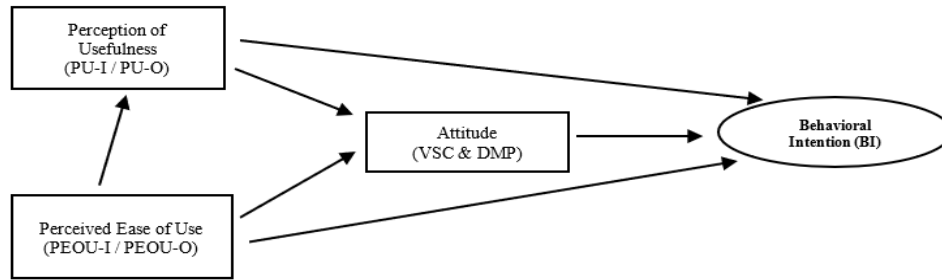 Perception of
Usefulness
(PU-I / PU-O)
Attitude
(VSC & DMP)
Behavioral
Intention (BI)
Perceived Ease of Use
(PEOU-I / PEOU-O)